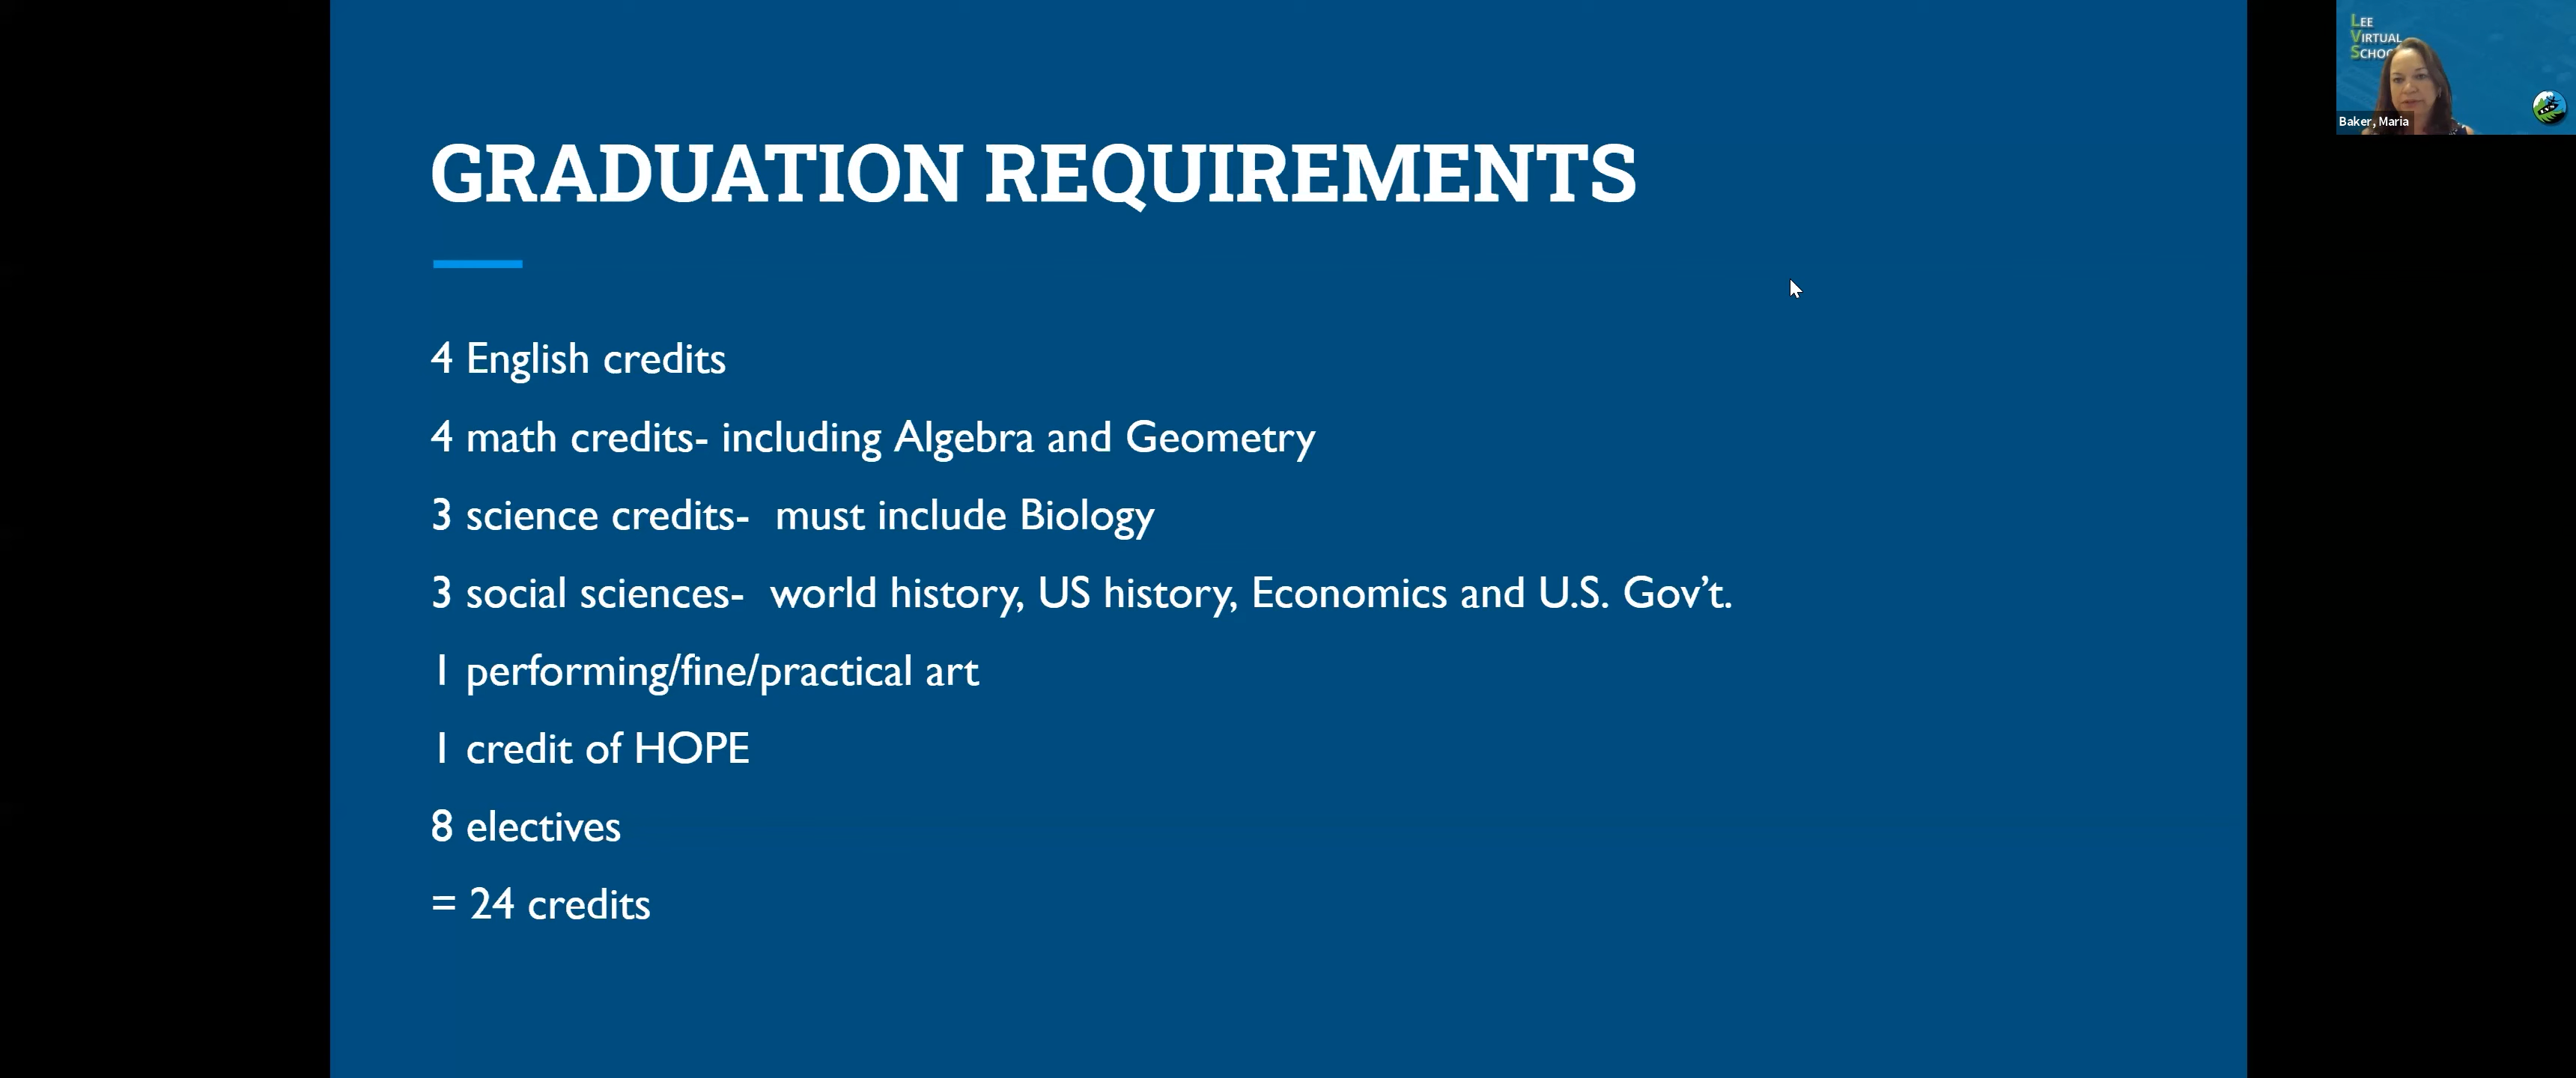 GRADUATION REQUIREMENTS
4 English credits
4 math credits- including Algebra and Geometry
3 science credits-  must include Biology
3 social sciences-  world history, US history, Economics and U.S. Gov't.
1 performing/fine/practical art
1 credit of HOPE
8 electives
= 24 credits
LEE
VIRTUAL
Baker, Maria